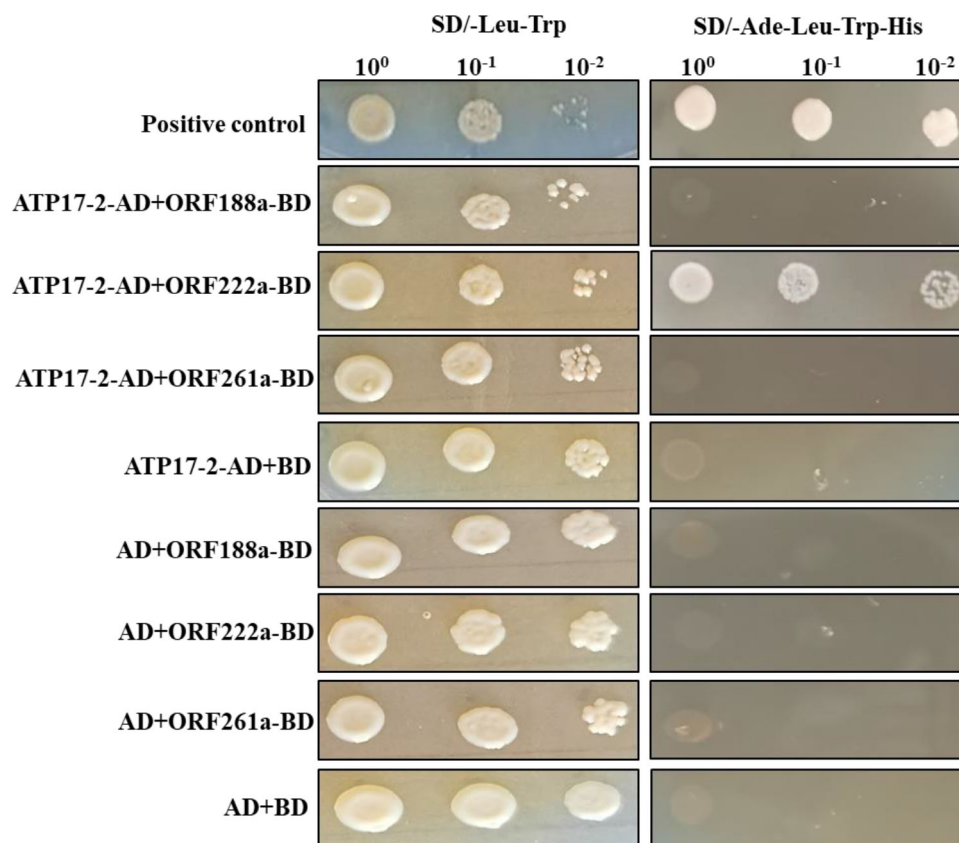 SD/-Leu-Trp SD/-Ade-Leu-Trp-His
10⁰ 10⁻¹ 10⁻² 10⁰ 10⁻¹ 10⁻²
Positive control
ATP17-2-AD+ORF188a-BD
ATP17-2-AD+ORF222a-BD
ATP17-2-AD+ORF261a-BD
ATP17-2-AD+BD
AD+ORF188a-BD
AD+ORF222a-BD
AD+ORF261a-BD
AD+BD